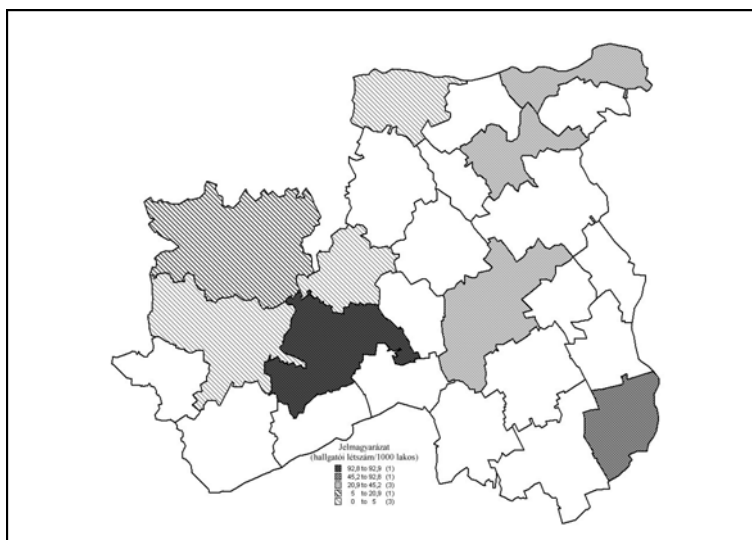 Jelmagyarázat
(hallgatói létszám/1000 lakos)
92,8 to 92,9 (1)
45,2 to 92,8 (1)
20,9 to 45,2 (3)
5 to 20,9 (1)
0 to 5 (3)